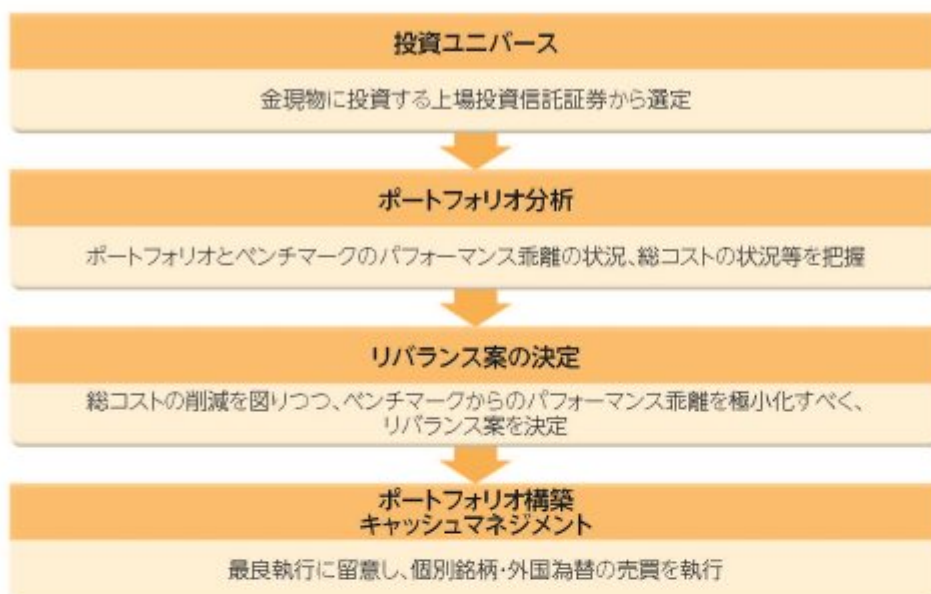 投資ユニバース
金現物に投資する上場投資信託証券から選定
ポートフォリオ分析
ポートフォリオとベンチマークのパフォーマンス乖離の状況、総コストの状況等を把握
リバランス案の決定
総コストの削減を図りつつ、ベンチマークからのパフォーマンス乖離を極小化すべく、
リバランス案を決定
ポートフォリオ構築
キャッシュマネジメント
最良執行に留意し、個別銘柄・外国為替の売買を執行